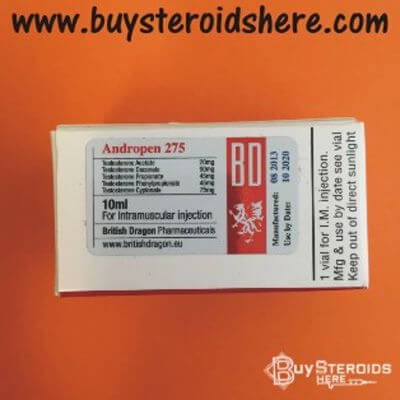 www.buysteroidshere.com
Andropen 275
Testosterone Acetate 20mg
Testosterone Decanoate 90mg
Testosterone Propionate 45mg
Testosterone Phenylpropionate 45mg
Testosterone Cypionate 75mg
10ml
For intramuscular injection
British Dragon Pharmaceuticals
www.britishdragon.eu
BD
Manufactured: 08 2013
Use by Date: 10 2020
1 vial for I.M. injection.
Mfg & use by date see vial
Keep out of direct sunlight
BUY STEROIDS
HERE